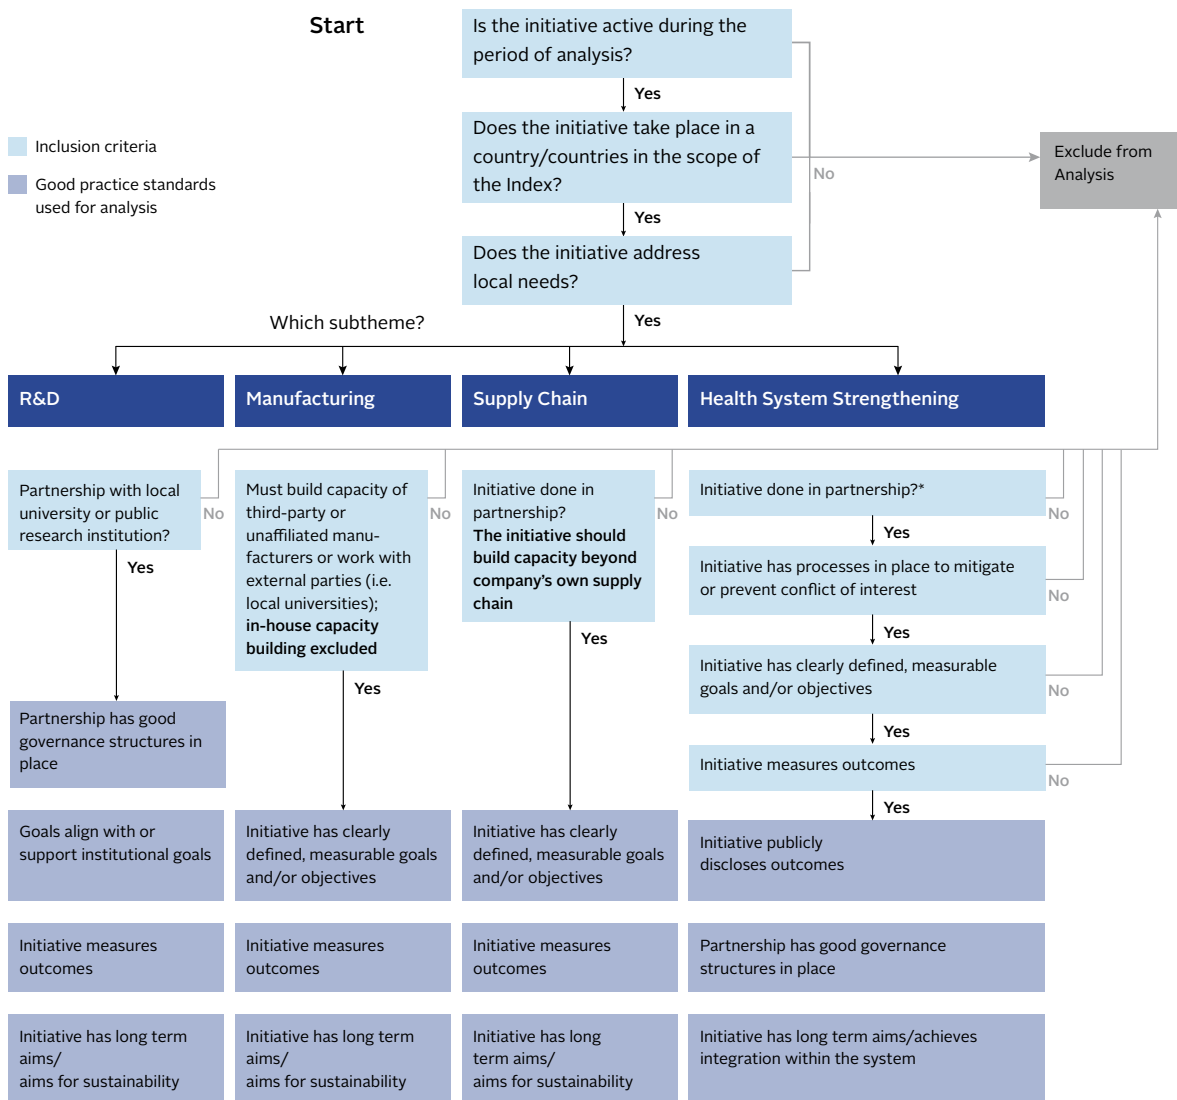 Start
Is the initiative active during the
period of analysis?
Yes
Inclusion criteria
Good practice standards
used for analysis
Does the initiative take place in a
country/countries in the scope of
the Index?
No
Exclude from
Analysis
Yes
Does the initiative address
local needs?
Which subtheme?
Yes
R&D
Manufacturing
Supply Chain
Health System Strengthening
Partnership with local
university or public
research institution?
No
Yes
Partnership has good
governance structures in
place
Goals align with or
support institutional goals
Initiative measures
outcomes
Initiative has long term
aims/
aims for sustainability
Must build capacity of
third-party or
unaffiliated manu-
facturers or work with
external parties (i.e.
local universities);
in-house capacity
building excluded
No
Yes
Initiative has clearly
defined, measurable goals
and/or objectives
Initiative measures
outcomes
Initiative has long term
aims/
aims for sustainability
Initiative done in
partnership?
The initiative should
build capacity beyond
company's own supply
chain
No
Yes
Initiative has clearly
defined, measurable goals
and/or objectives
Initiative measures
outcomes
Initiative has long
term aims/
aims for sustainability
Initiative done in partnership?*
No
Yes
Initiative has processes in place to mitigate
or prevent conflict of interest
No
Yes
Initiative has clearly defined, measurable
goals and/or objectives
No
Yes
Initiative measures outcomes
No
Yes
Initiative publicly
discloses outcomes
Partnership has good governance
structures in place
Initiative has long term aims/achieves
integration within the system